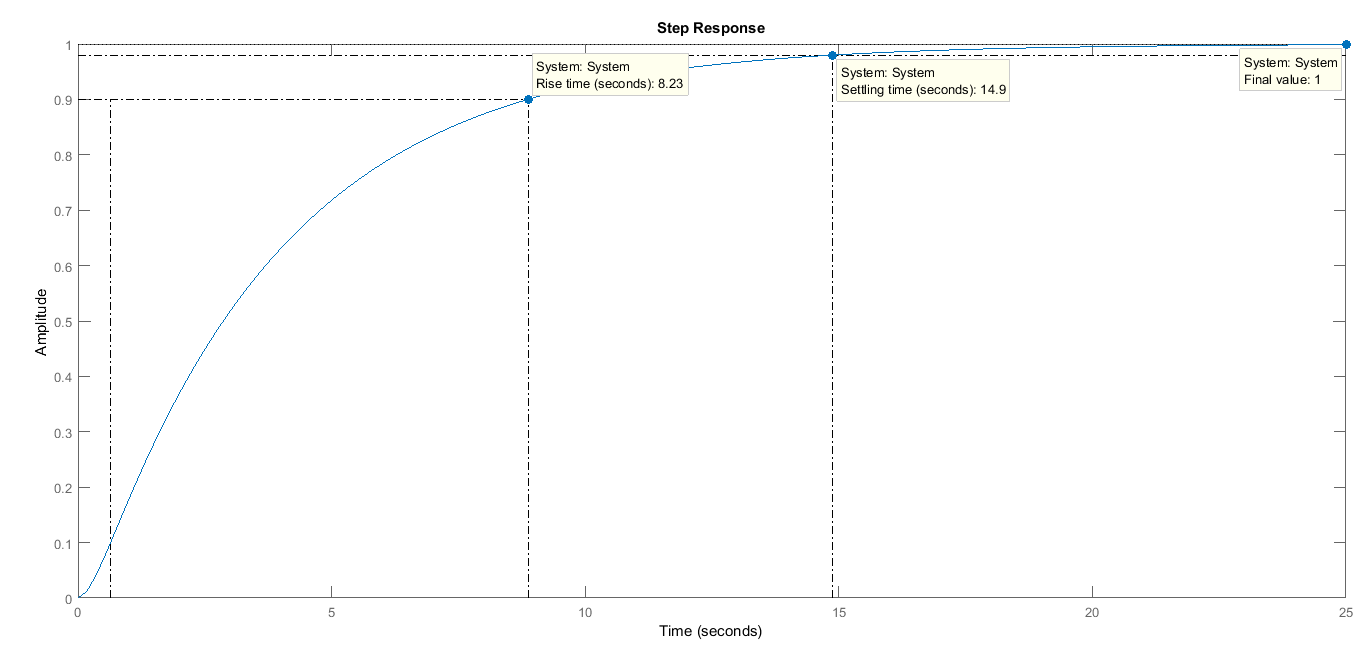 Step Response
System: System
Rise time (seconds): 8.23
System: System
Settling time (seconds): 14.9
System: System
Final value: 1
Amplitude
1
0.9
0.8
0.7
0.6
0.5
0.4
0.3
0.2
0.1
0
0 5 10 15 20 25
Time (seconds)